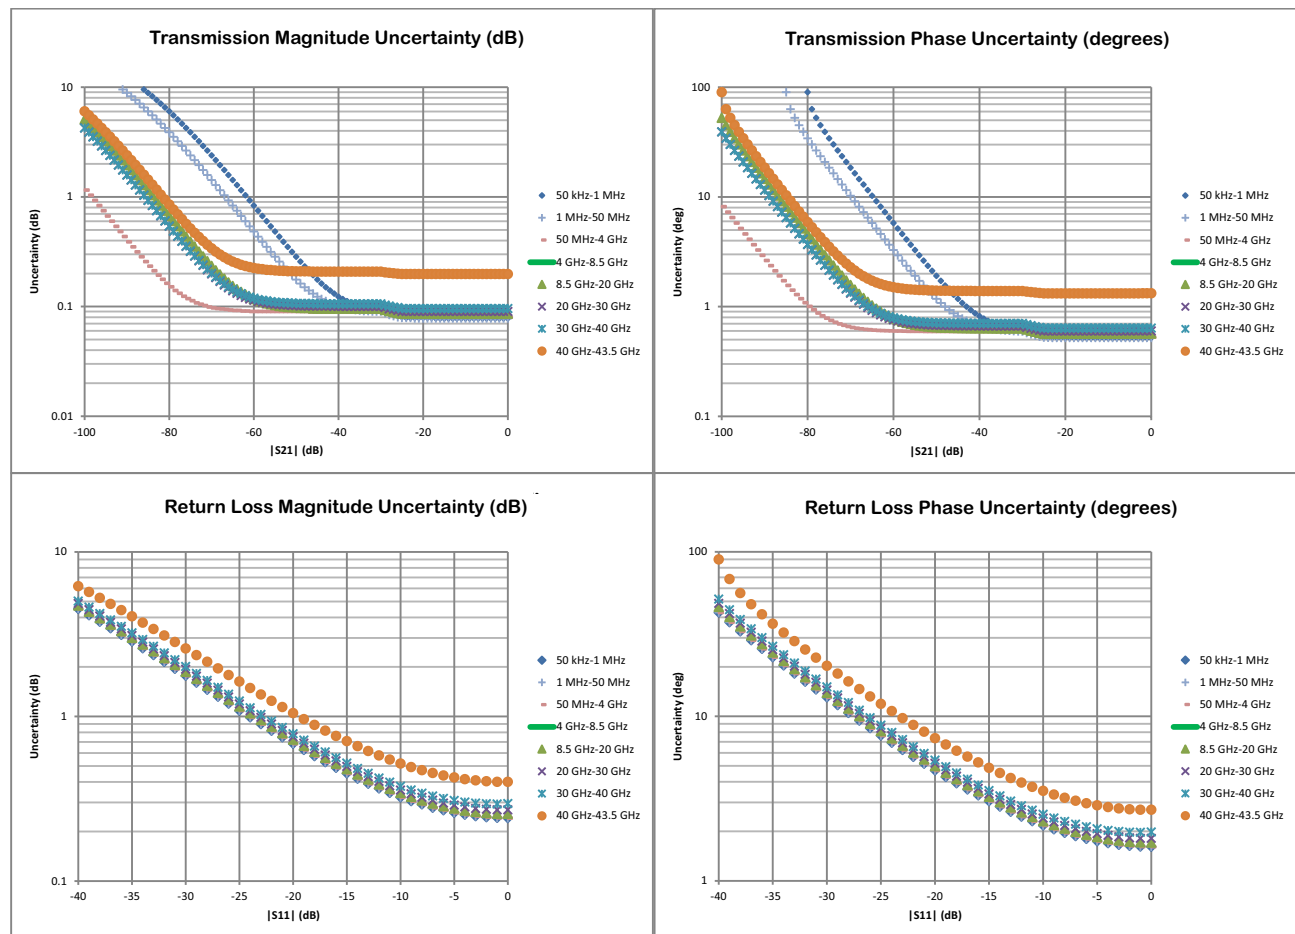 Transmission Magnitude Uncertainty (dB)
Uncertainty (dB)
10
1
0.1
0.01
-100
-80
-60
-40
-20
0
|S21| (dB)
50 kHz-1 MHz
1 MHz-50 MHz
50 MHz-4 GHz
4 GHz-8.5 GHz
8.5 GHz-20 GHz
20 GHz-30 GHz
30 GHz-40 GHz
40 GHz-43.5 GHz
Transmission Phase Uncertainty (degrees)
Uncertainty (deg)
100
10
1
0.1
-100
-80
-60
-40
-20
0
|S21| (dB)
50 kHz-1 MHz
1 MHz-50 MHz
50 MHz-4 GHz
4 GHz-8.5 GHz
8.5 GHz-20 GHz
20 GHz-30 GHz
30 GHz-40 GHz
40 GHz-43.5 GHz
Return Loss Magnitude Uncertainty (dB)
Uncertainty (dB)
10
1
0.1
-40
-35
-30
-25
-20
-15
-10
-5
0
|S11| (dB)
50 kHz-1 MHz
1 MHz-50 MHz
50 MHz-4 GHz
4 GHz-8.5 GHz
8.5 GHz-20 GHz
20 GHz-30 GHz
30 GHz-40 GHz
40 GHz-43.5 GHz
Return Loss Phase Uncertainty (degrees)
Uncertainty (deg)
100
10
1
-40
-35
-30
-25
-20
-15
-10
-5
0
|S11| (dB)
50 kHz-1 MHz
1 MHz-50 MHz
50 MHz-4 GHz
4 GHz-8.5 GHz
8.5 GHz-20 GHz
20 GHz-30 GHz
30 GHz-40 GHz
40 GHz-43.5 GHz